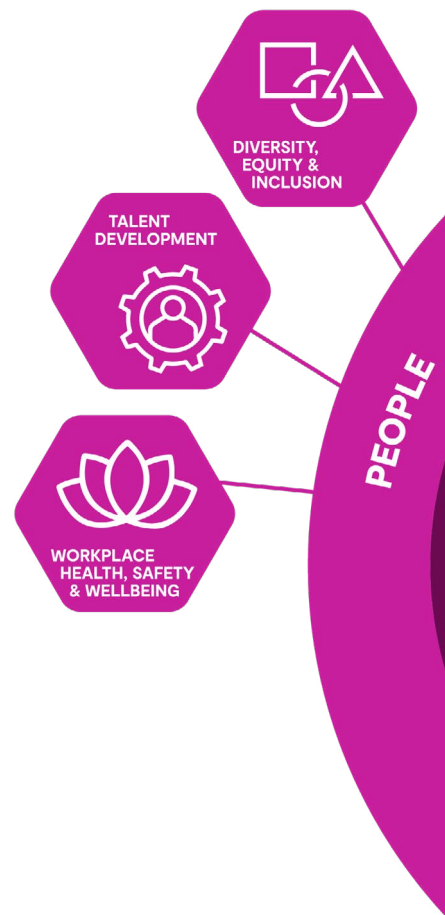 DIVERSITY,
EQUITY &
INCLUSION
TALENT
DEVELOPMENT
PEOPLE
WORKPLACE
HEALTH, SAFETY
& WELLBEING